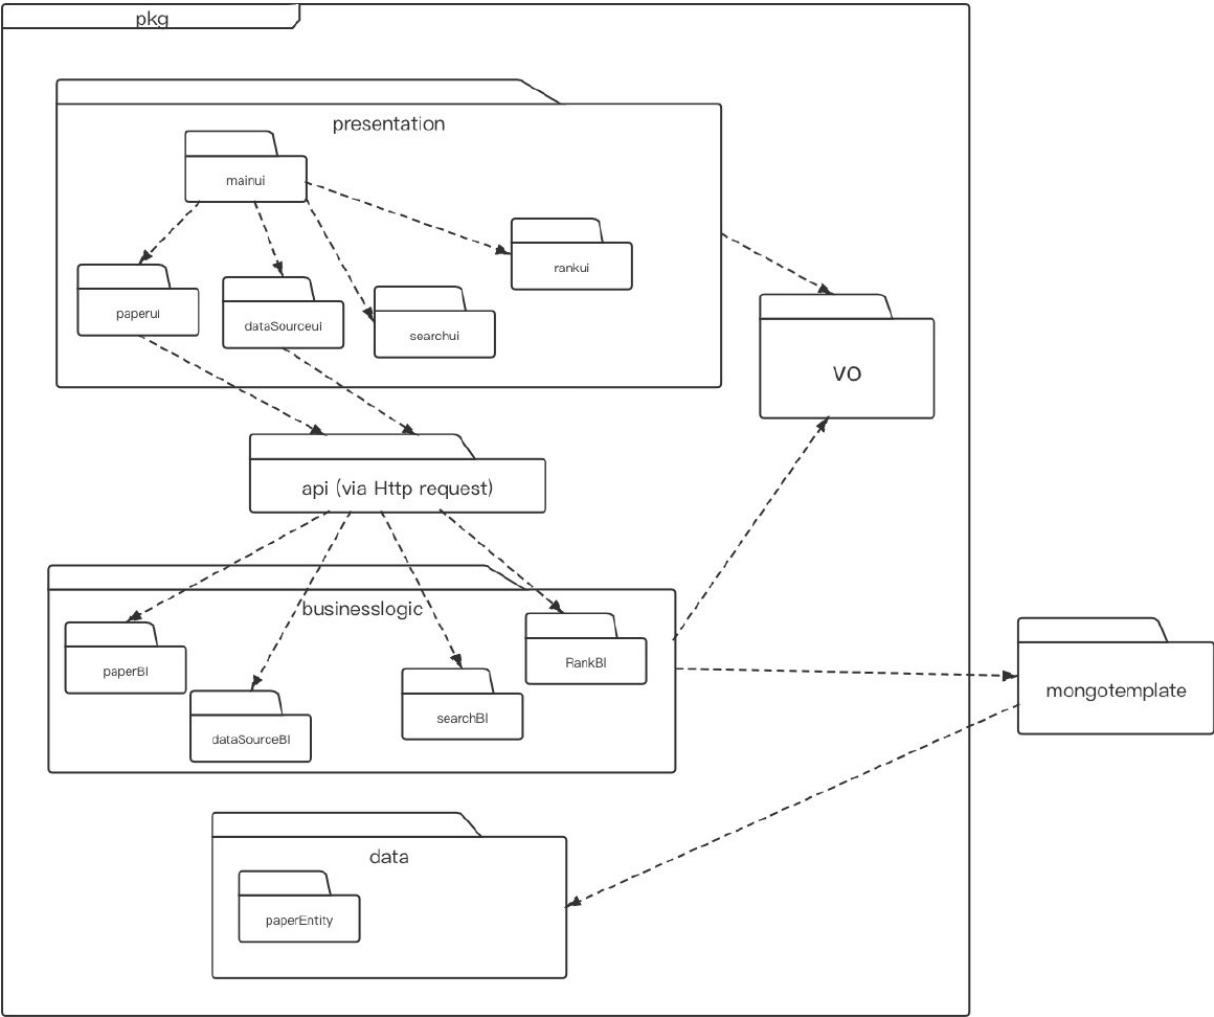 pkg
presentation
mainui
rankui
paperui
dataSourceui
searchui
vo
api (via Http request)
businesslogic
paperBl
dataSourceBl
searchBl
RankBl
mongotemplate
data
paperEntity